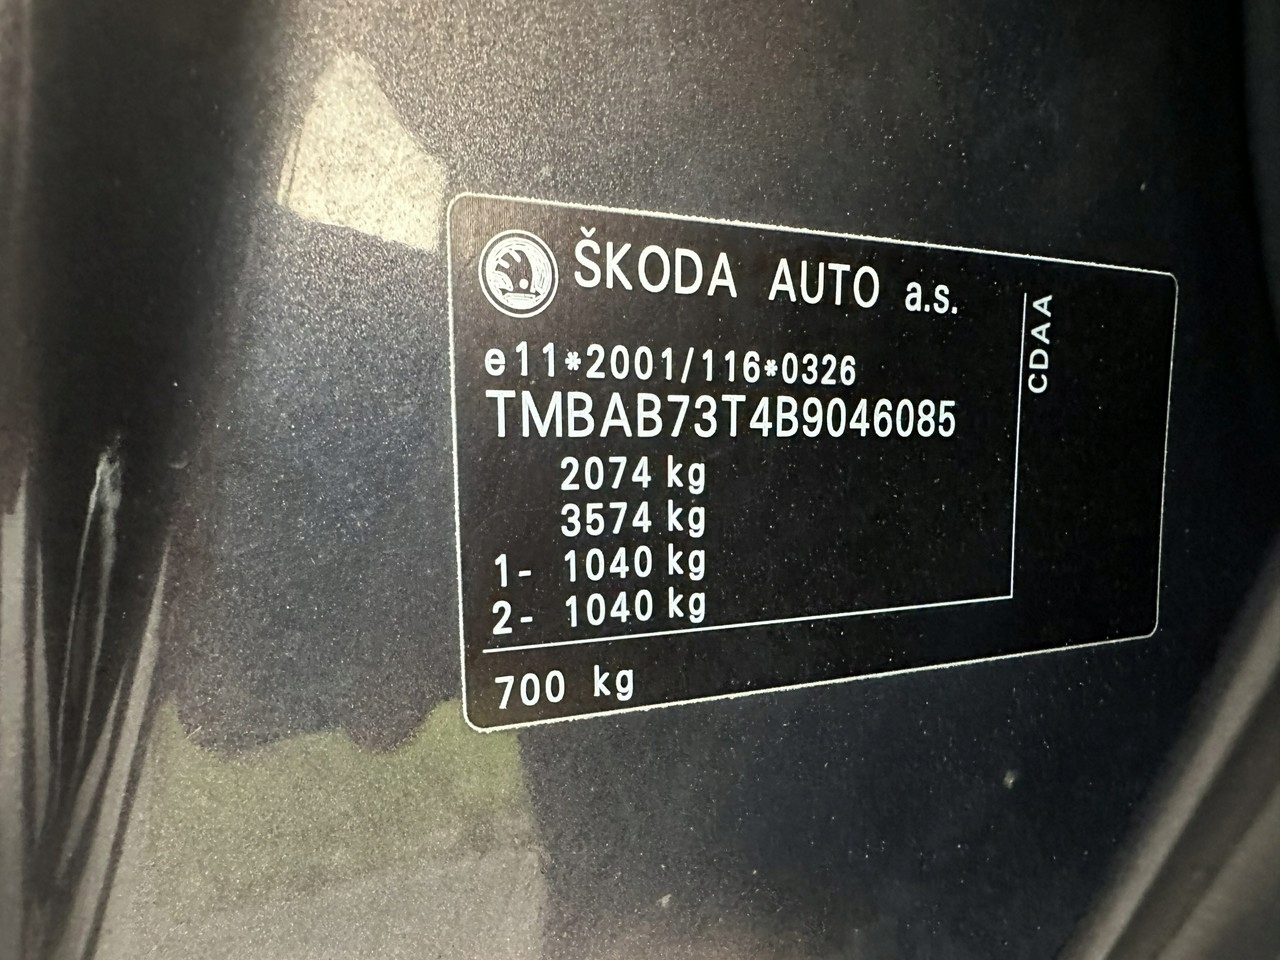 ŠKODA AUTO a.s.
e11*2001/116*0326
TMBAB73T4B9046085
2074 kg
3574 kg
1- 1040 kg
2- 1040 kg
700 kg
CDAA